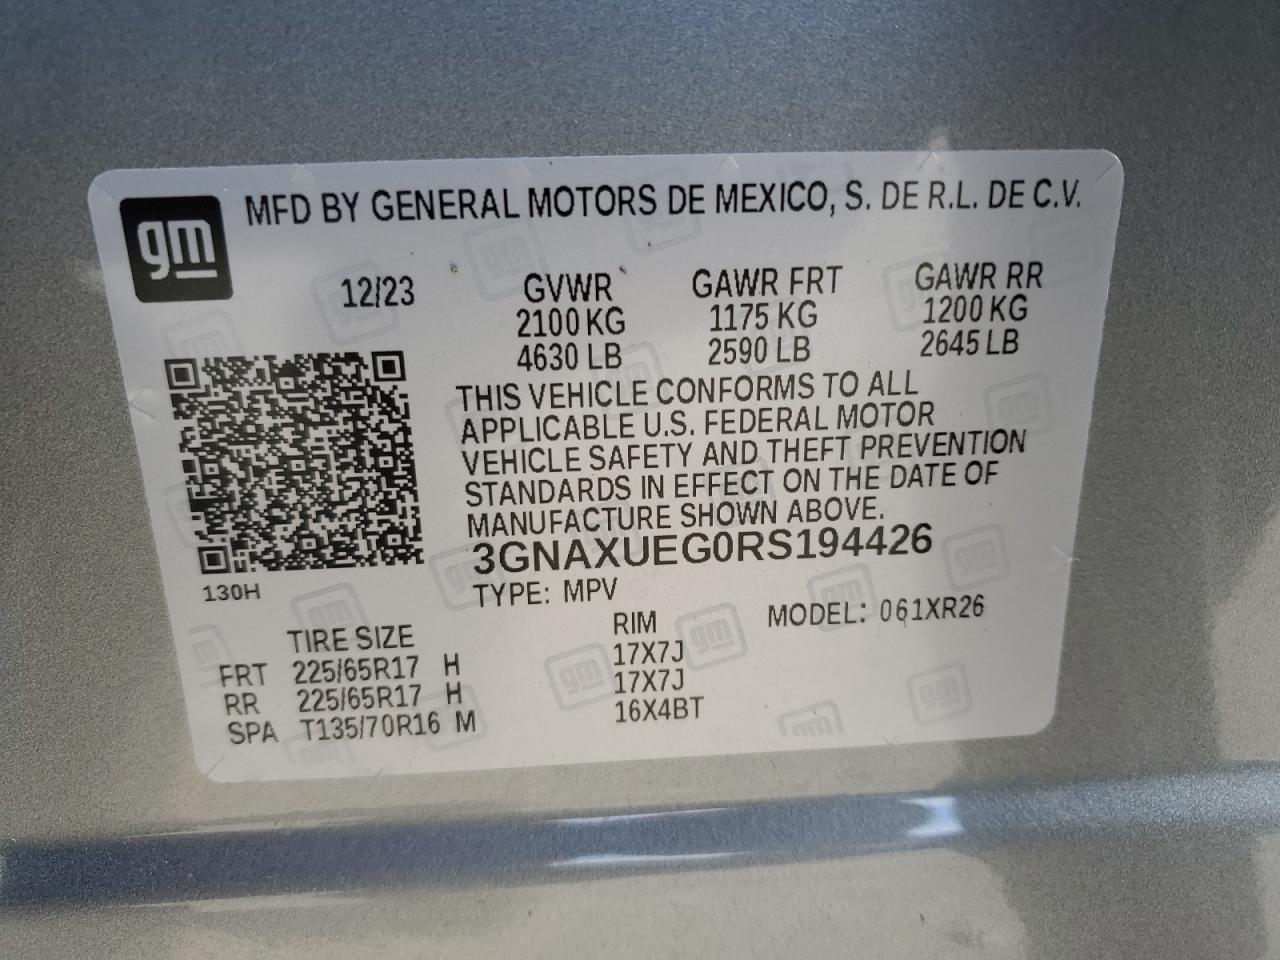 gm
MFD BY GENERAL MOTORS DE MEXICO, S. DE R.L. DE C.V.
12/23 GVWR GAWR FRT GAWR RR
2100 KG 1175 KG 1200 KG
4630 LB 2590 LB 2645 LB
THIS VEHICLE CONFORMS TO ALL
APPLICABLE U.S. FEDERAL MOTOR
VEHICLE SAFETY AND THEFT PREVENTION
STANDARDS IN EFFECT ON THE DATE OF
MANUFACTURE SHOWN ABOVE.
3GNAXUEG0RS194426
130H
TYPE: MPV
MODEL: 061XR26
TIRE SIZE RIM
FRT 225/65R17 H 17X7J
RR 225/65R17 H 17X7J
SPA T135/70R16 M 16X4BT